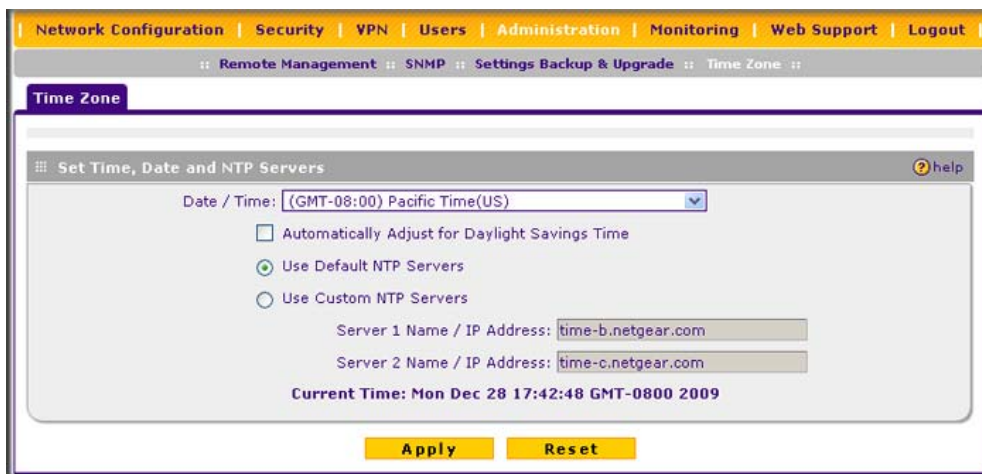 | Network Configuration | Security | VPN | Users | Administration | Monitoring | Web Support | Logout |
:: Remote Management :: SNMP :: Settings Backup & Upgrade :: Time Zone ::
Time Zone
Set Time, Date and NTP Servers
?help
Date / Time: (GMT-08:00) Pacific Time(US)
Automatically Adjust for Daylight Savings Time
Use Default NTP Servers
Use Custom NTP Servers
Server 1 Name / IP Address: time-b.netgear.com
Server 2 Name / IP Address: time-c.netgear.com
Current Time: Mon Dec 28 17:42:48 GMT-0800 2009
Apply Reset